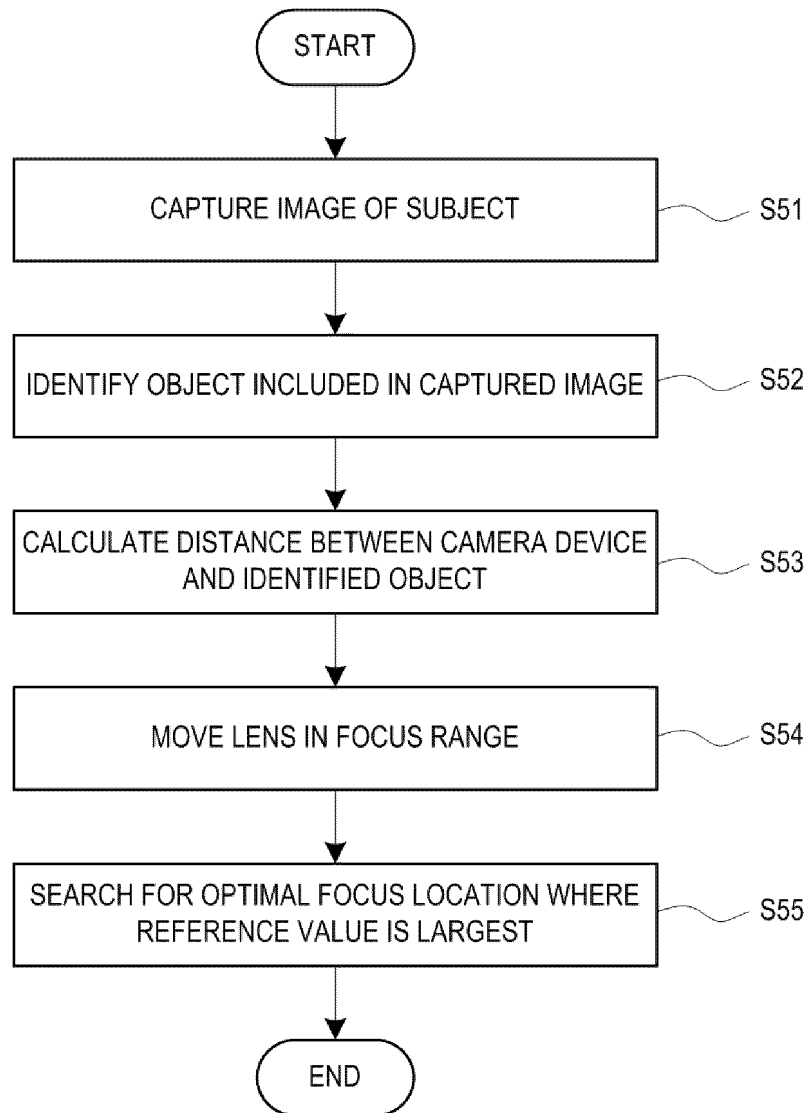 START
CAPTURE IMAGE OF SUBJECT
S51
IDENTIFY OBJECT INCLUDED IN CAPTURED IMAGE
S52
CALCULATE DISTANCE BETWEEN CAMERA DEVICE
AND IDENTIFIED OBJECT
S53
MOVE LENS IN FOCUS RANGE
S54
SEARCH FOR OPTIMAL FOCUS LOCATION WHERE
REFERENCE VALUE IS LARGEST
S55
END